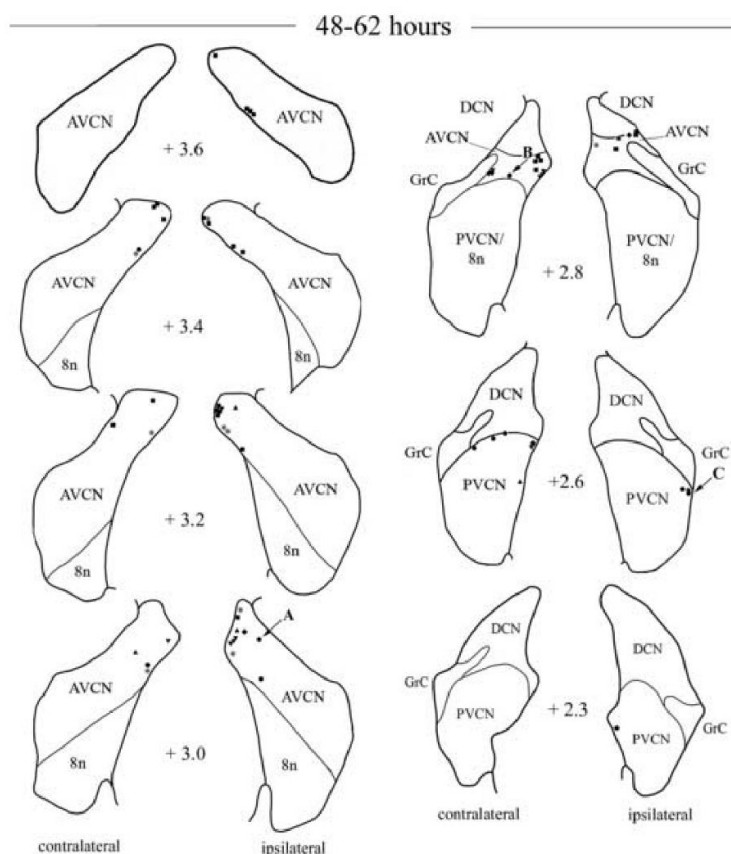 48-62 hours
AVCN
AVCN
+ 3.6
AVCN
AVCN
+ 3.4
8n
8n
AVCN
AVCN
+ 3.2
8n
8n
A
AVCN
AVCN
+ 3.0
8n
8n
contralateral
ipsilateral
DCN
DCN
AVCN
AVCN
B
GrC
GrC
PVCN/
8n
PVCN/
8n
+ 2.8
DCN
DCN
GrC
GrC
C
PVCN
+2.6
PVCN
DCN
DCN
GrC
+ 2.3
PVCN
PVCN
GrC
contralateral
ipsilateral